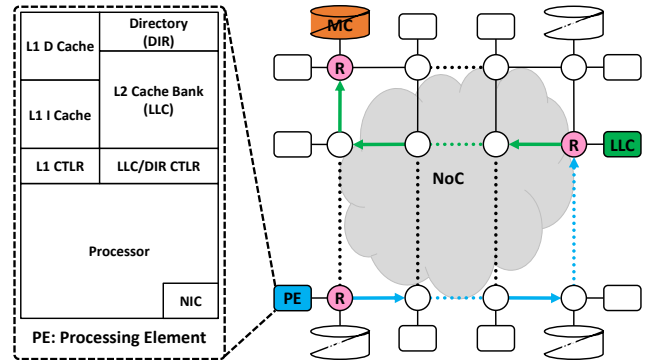 L1 D Cache
Directory
(DIR)
L2 Cache Bank
(LLC)
L1 I Cache
L1 CTLR
LLC/DIR CTLR
Processor
NIC
PE: Processing Element
MC
R
R
LLC
NoC
PE
R